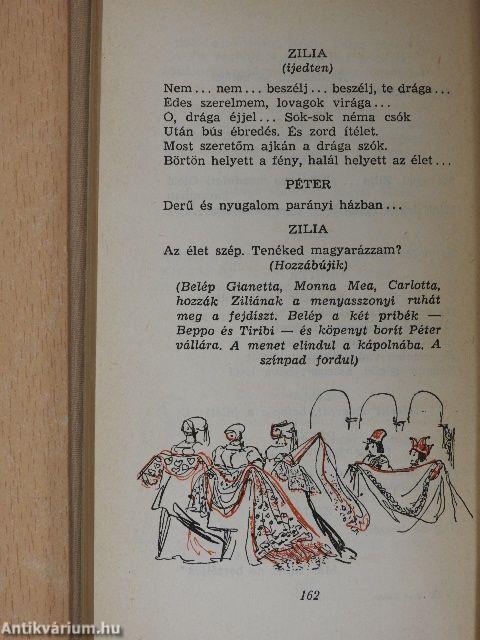 ZILIA
(ijedten)
Nem... nem... beszélj... beszélj, te drága...
Édes szerelmem, lovagok virága...
Ó, drága éjjel... Sok-sok néma csók
Után bús ébredés. És zord ítélet.
Most szeretőm ajkán a drága szók.
Börtön helyett a fény, halál helyett az élet...
PÉTER
Derű és nyugalom parányi házban...
ZILIA
Az élet szép. Tenéked magyarázzam?
(Hozzábújik)
(Belép Gianetta, Monna Mea, Carlotta,
hozzák Ziliának a menyasszonyi ruhát
meg a fejdíszt. Belép a két pribék —
Beppo és Tiribi — és köpenyt borít Péter
vállára. A menet elindul a kápolnába. A
színpad fordul)
162
Antikvárium.hu